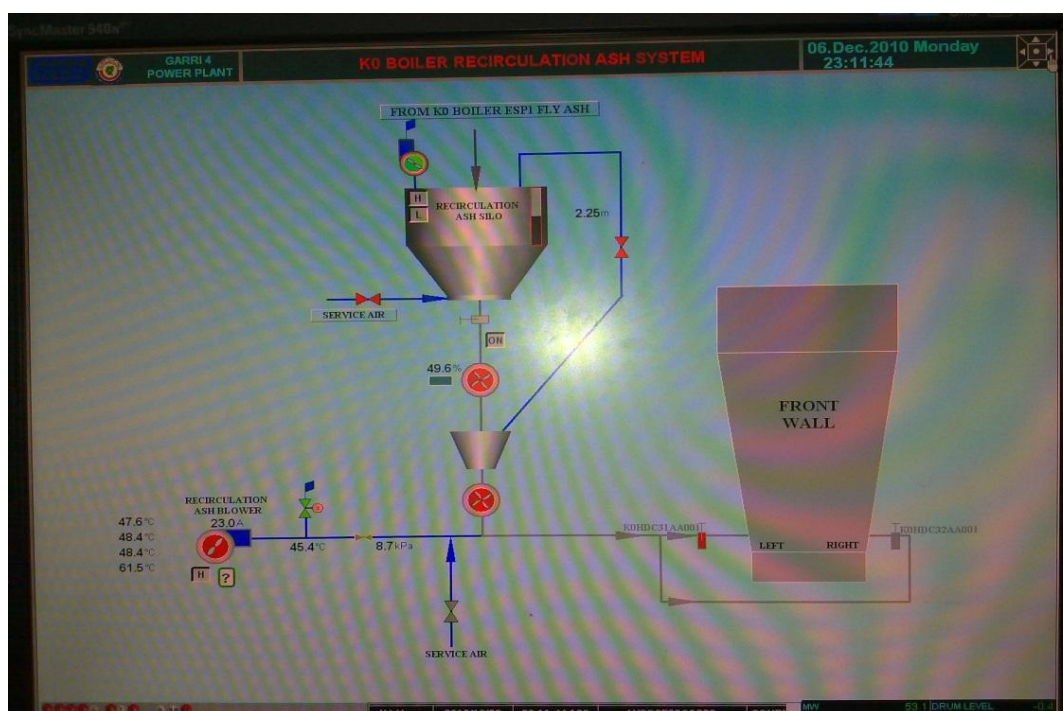 SyncMaster 940n
GARRI 4
POWER PLANT
K0 BOILER RECIRCULATION ASH SYSTEM
06.Dec.2010 Monday
23:11:44
FROM K0 BOILER ESP1 FLY ASH
H
L
RECIRCULATION
ASH SILO
2.25m
SERVICE AIR
ON
49.6%
FRONT
WALL
RECIRCULATION
ASH BLOWER
23.0A
47.6°C
48.4°C
48.4°C
61.5°C
H
?
45.4°C
8.7kPa
K0HDC31AA001
K0HDC32AA001
LEFT
RIGHT
SERVICE AIR
MW
53.1
DRUM LEVEL